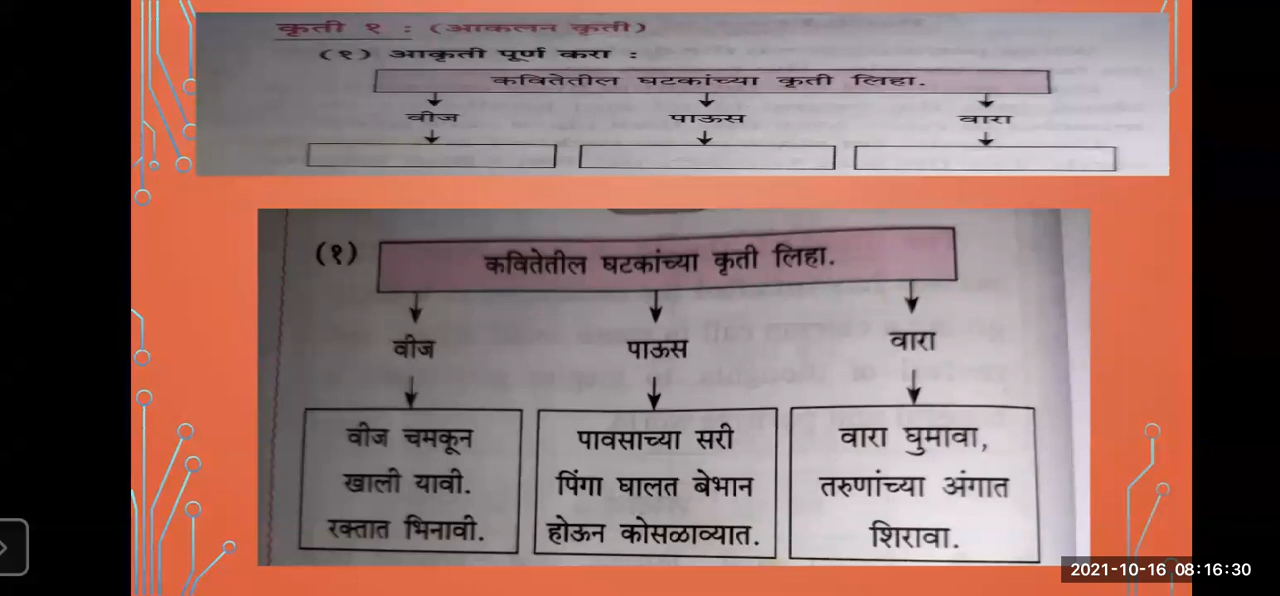 कृती १ : (आकलन कृती)
(१) आकृती पूर्ण करा :
कवितेतील घटकांच्या कृती लिहा.
वीज पाऊस वारा
(१) कवितेतील घटकांच्या कृती लिहा.
वीज पाऊस वारा
वीज चमकून
खाली यावी.
रक्तात भिनावी.
पावसाच्या सरी
पिंगा घालत बेभान
होऊन कोसळाव्यात.
वारा घुमावा,
तरुणांच्या अंगात
शिरावा.
2021-10-16 08:16:30